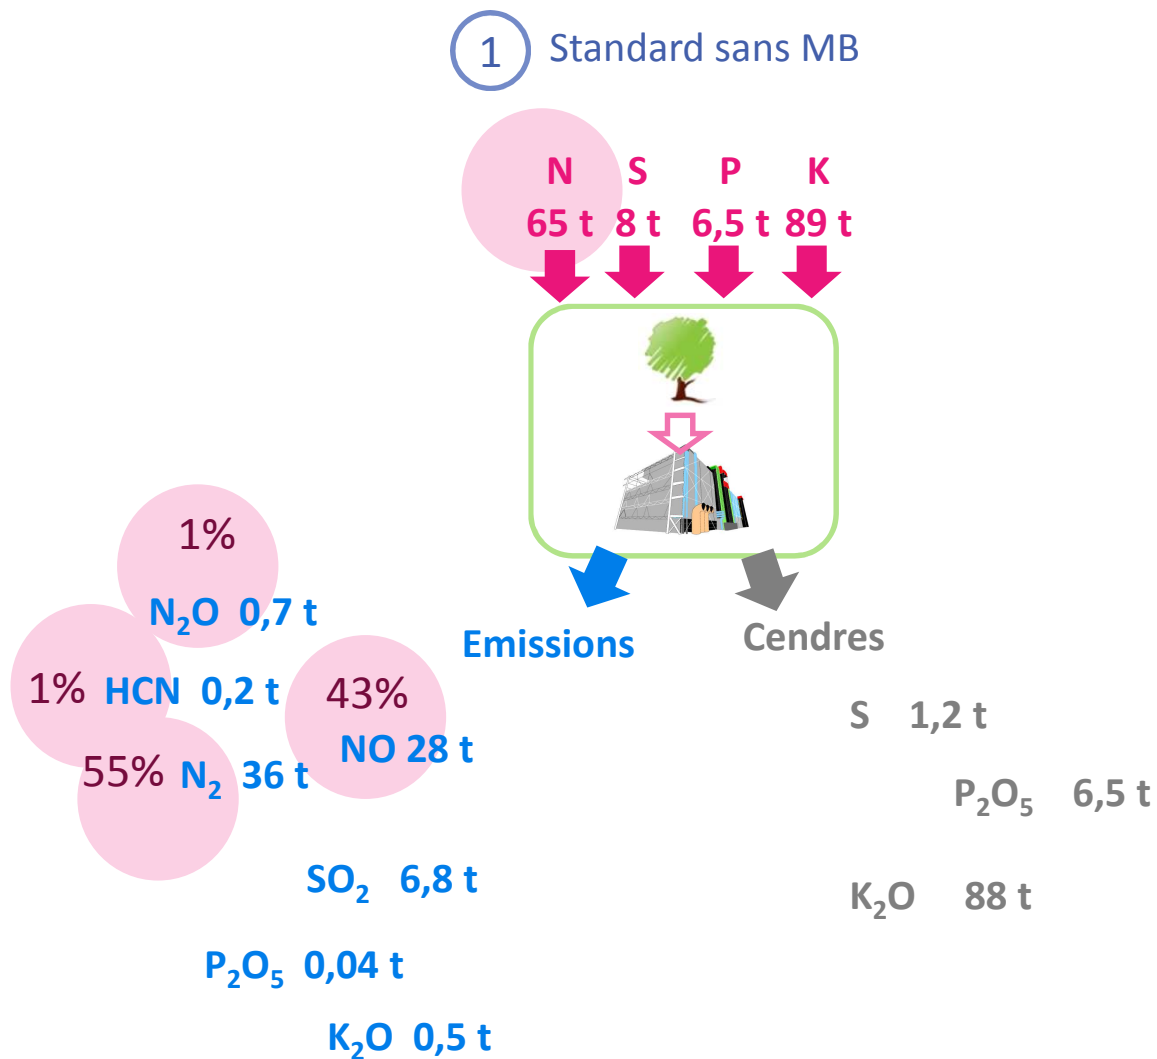 1 Standard sans MB
N S P K
65 t 8 t 6,5 t 89 t
1%
N₂O 0,7 t
Emissions
Cendres
1% HCN 0,2 t
43%
NO 28 t
55% N₂ 36 t
S 1,2 t
P₂O₅ 6,5 t
SO₂ 6,8 t
K₂O 88 t
P₂O₅ 0,04 t
K₂O 0,5 t